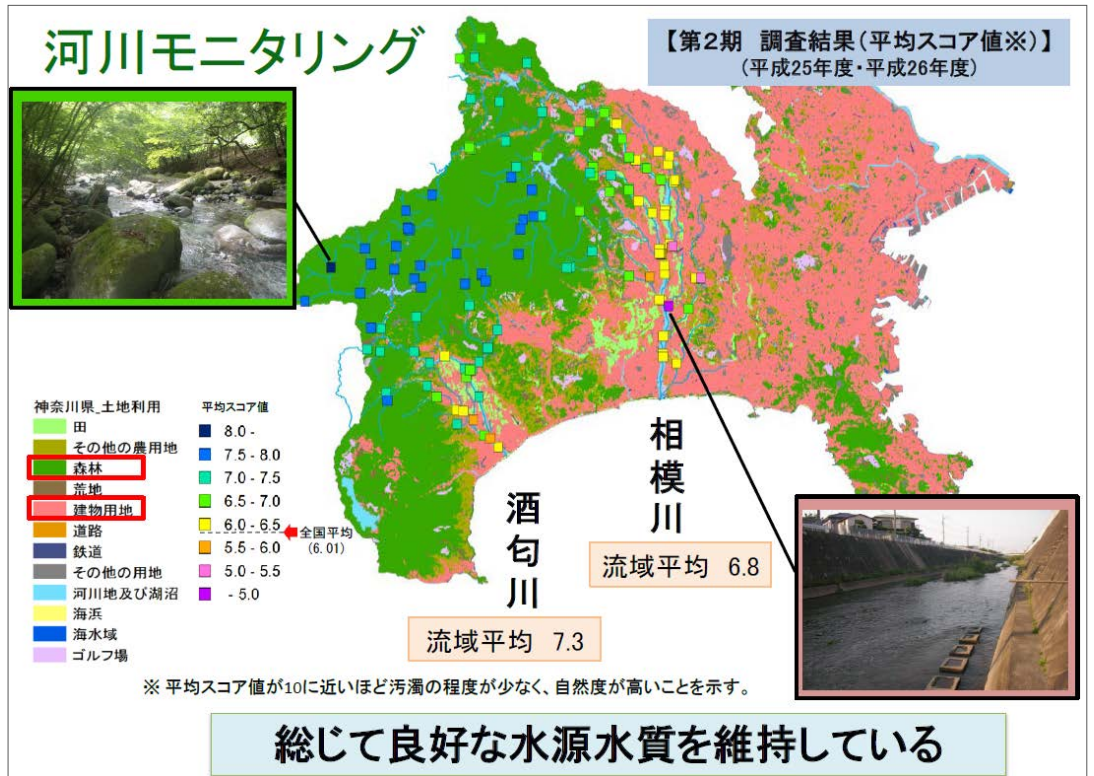 河川モニタリング
【第2期 調査結果(平均スコア値※)】
(平成25年度・平成26年度)
神奈川県_土地利用
田
その他の農用地
森林
荒地
建物用地
道路
鉄道
その他の用地
河川地及び湖沼
海浜
海水域
ゴルフ場
平均スコア値
8.0 -
7.5 - 8.0
7.0 - 7.5
6.5 - 7.0
6.0 - 6.5
5.5 - 6.0
5.0 - 5.5
- 5.0
全国平均
(6.01)
酒匂川
流域平均 7.3
相模川
流域平均 6.8
※ 平均スコア値が10に近いほど汚濁の程度が少なく、自然度が高いことを示す。
総じて良好な水源水質を維持している